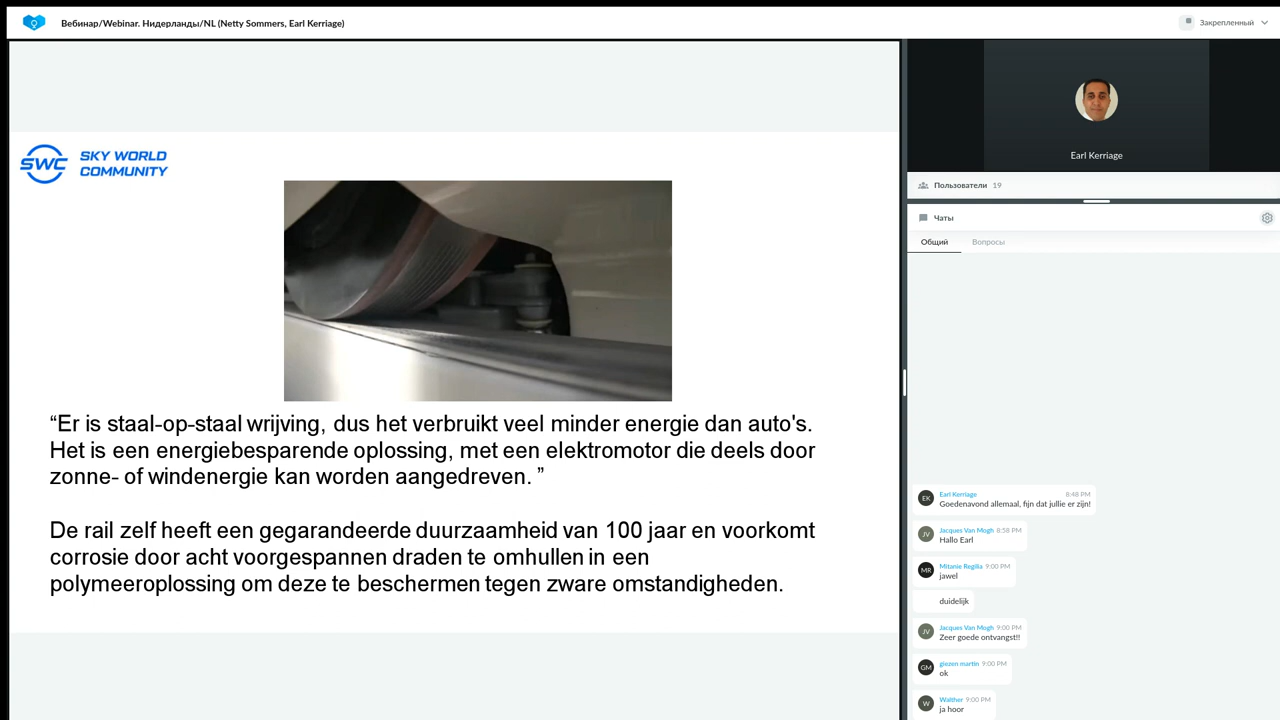 Вебинар/Webinar. Нидерланды/NL (Netty Sommers, Earl Kerriage)
Закрепленный
SWC SKY WORLD
COMMUNITY
“Er is staal-op-staal wrijving, dus het verbruikt veel minder energie dan auto's.
Het is een energiebesparende oplossing, met een elektromotor die deels door
zonne- of windenergie kan worden aangedreven. ”
De rail zelf heeft een gegarandeerde duurzaamheid van 100 jaar en voorkomt
corrosie door acht voorgespannen draden te omhullen in een
polymeeroplossing om deze te beschermen tegen zware omstandigheden.
Earl Kerriage
Пользователи 19
Чаты
Общий Вопросы
EK Earl Kerriage 8:48 PM
Goedenavond allemaal, fijn dat jullie er zijn!
JV Jacques Van Mogh 8:58 PM
Hallo Earl
MR Mitanie Regilia 9:00 PM
jawel
duidelijk
JV Jacques Van Mogh 9:00 PM
Zeer goede ontvangst!!
GM giezen martin 9:00 PM
ok
W Walther 9:00 PM
ja hoor